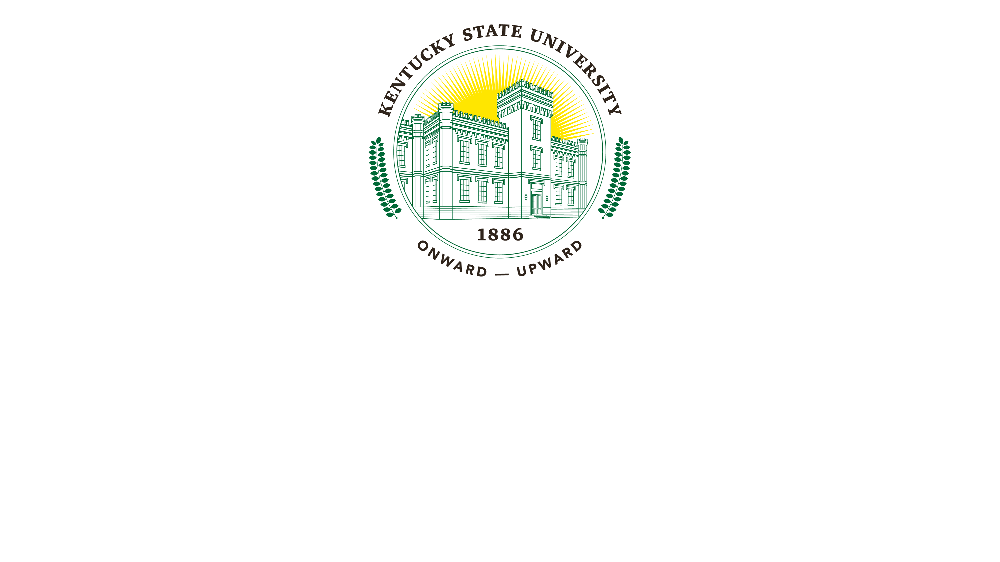 KENTUCKY STATE UNIVERSITY
1886
ONWARD — UPWARD